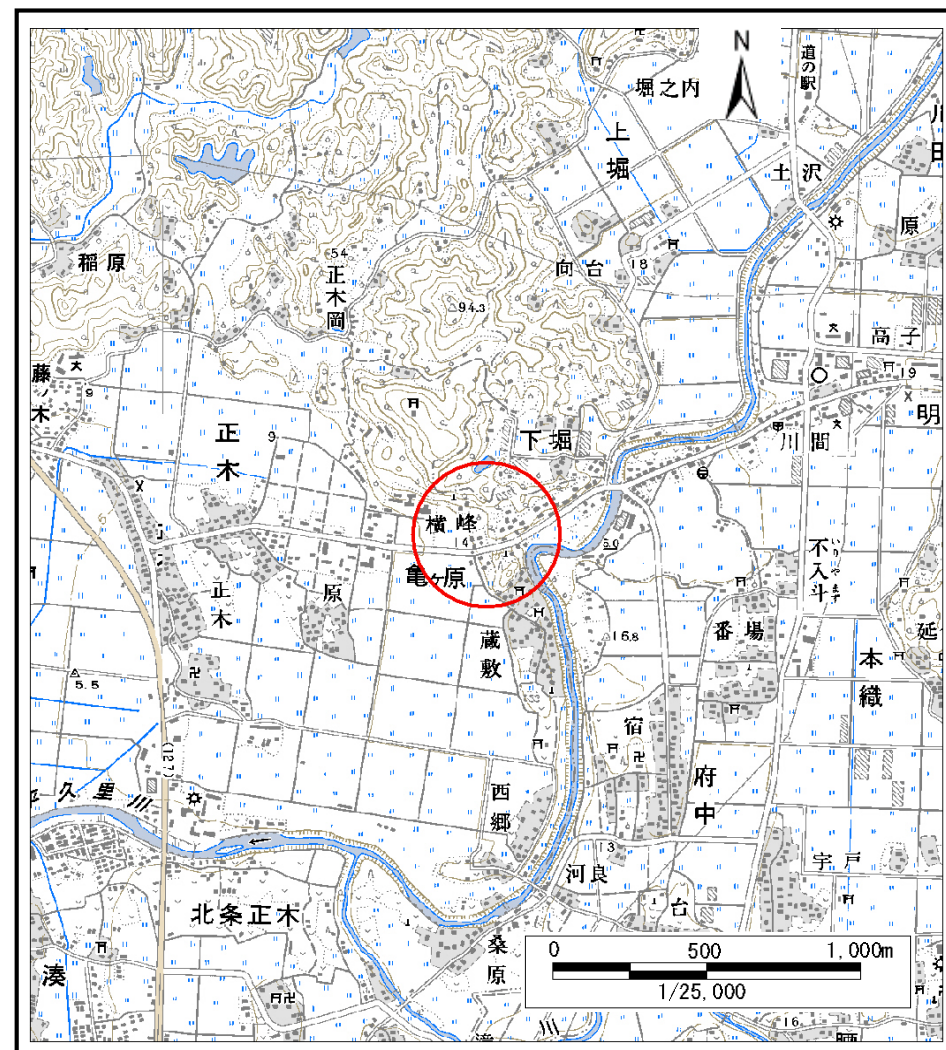 N
堀之内
道の駅
上堀
川田
土沢
原
稲原
54
正木岡
向台
18
94.3
高子
19
藤ノ木
9
正木
9
下堀
川間
明
横峰
14
亀ヶ原
6.0
不入斗
いりやまず
正木
原
蔵敷
16.8
番場
延
本織
5.5
宿
府中
(127)
久里川
西郷
13
河良
宇戸
台
北条正木
桑原
湊
0 500 1,000m
1/25,000
川
16